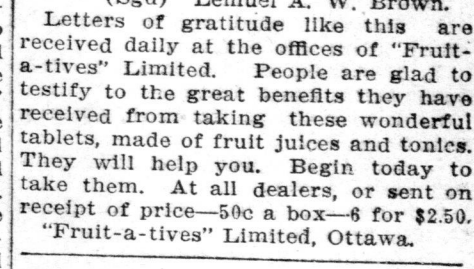 (Sgd) Lemuel A. W. Brown.
Letters of gratitude like this are
received daily at the offices of "Fruit-
a-tives" Limited. People are glad to
testify to the great benefits they have
received from taking these wonderful
tablets, made of fruit juices and tonics.
They will help you. Begin today to
take them. At all dealers, or sent on
receipt of price—50c a box—6 for $2.50.
"Fruit-a-tives" Limited, Ottawa.